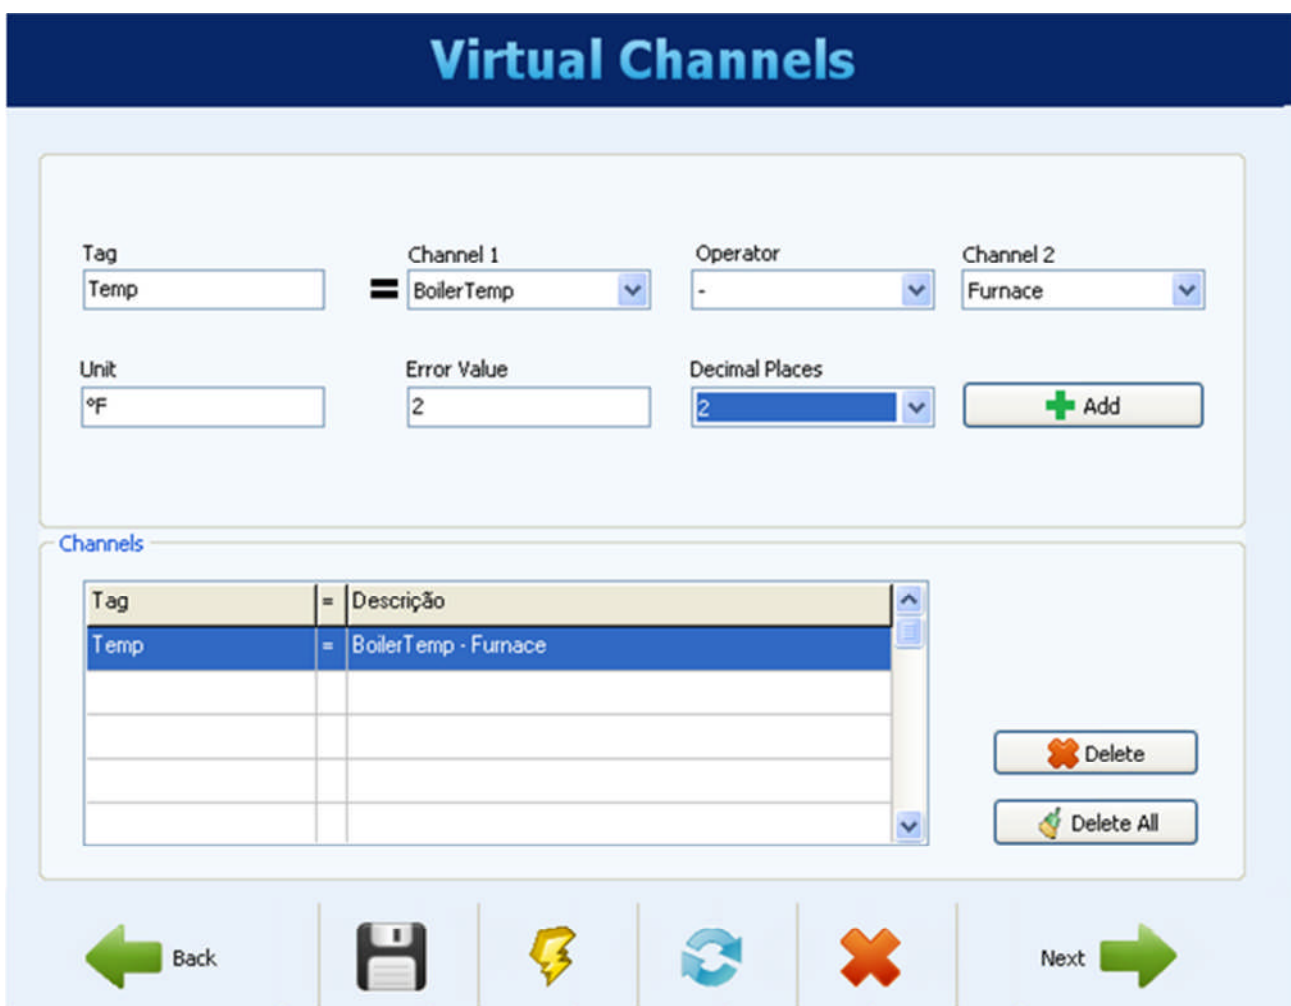 Virtual Channels
Tag Channel 1 Operator Channel 2
Temp = BoilerTemp - Furnace
Unit Error Value Decimal Places
ºF 2 2 Add
Channels
Tag = Descrição
Temp = BoilerTemp - Furnace
Delete
Delete All
Back Next